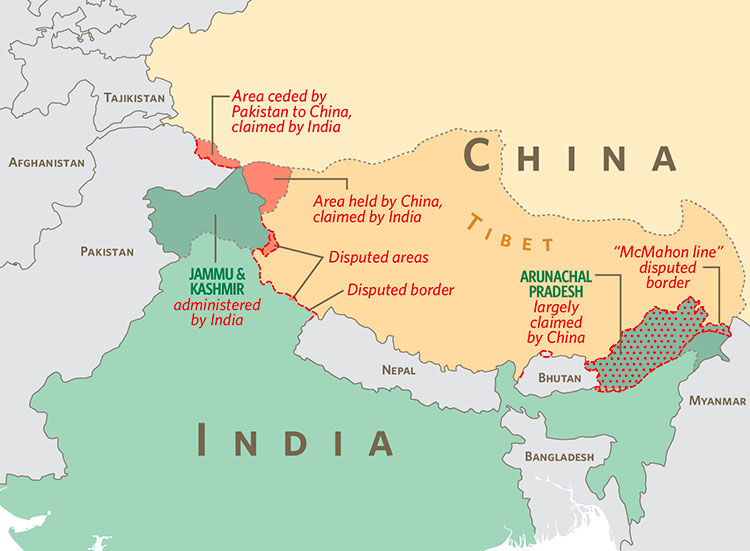 TAJIKISTAN
Area ceded by
Pakistan to China,
claimed by India
CHINA
AFGHANISTAN
Area held by China,
claimed by India
TIBET
PAKISTAN
Disputed areas
"McMahon line"
disputed
border
JAMMU &
KASHMIR
administered
by India
Disputed border
ARUNACHAL
PRADESH
largely
claimed
by China
NEPAL
BHUTAN
MYANMAR
INDIA
BANGLADESH